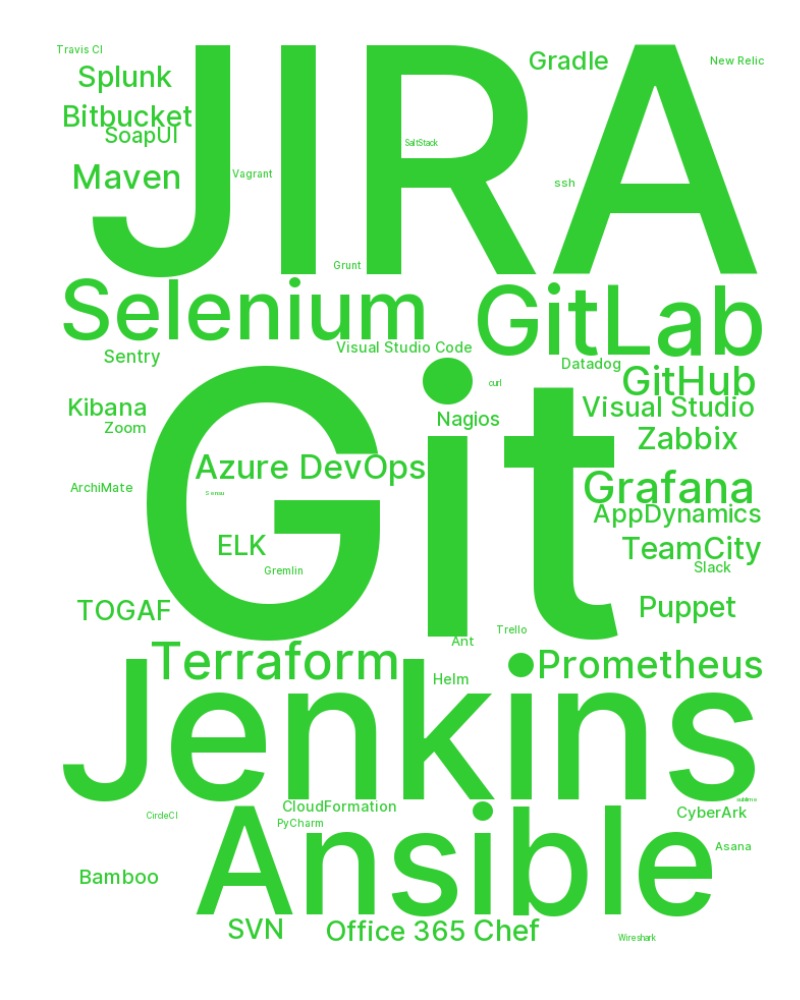 Travis CI
JIRA
Gradle
New Relic
Splunk
Bitbucket
SoapUI
SaltStack
Maven
Vagrant
ssh
Grunt
Selenium
GitLab
Visual Studio Code
Sentry
Datadog
GitHub
curl
Git
Kibana
Visual Studio
Nagios
Zoom
Zabbix
Azure DevOps
ArchiMate
Grafana
Sensu
AppDynamics
ELK
TeamCity
Slack
Gremlin
TOGAF
Puppet
Trello
Ant
Terraform
Prometheus
Helm
Jenkins
CloudFormation
CyberArk
CircleCI
PyCharm
Ansible
Asana
Bamboo
SVN
Office 365
Chef
Wireshark